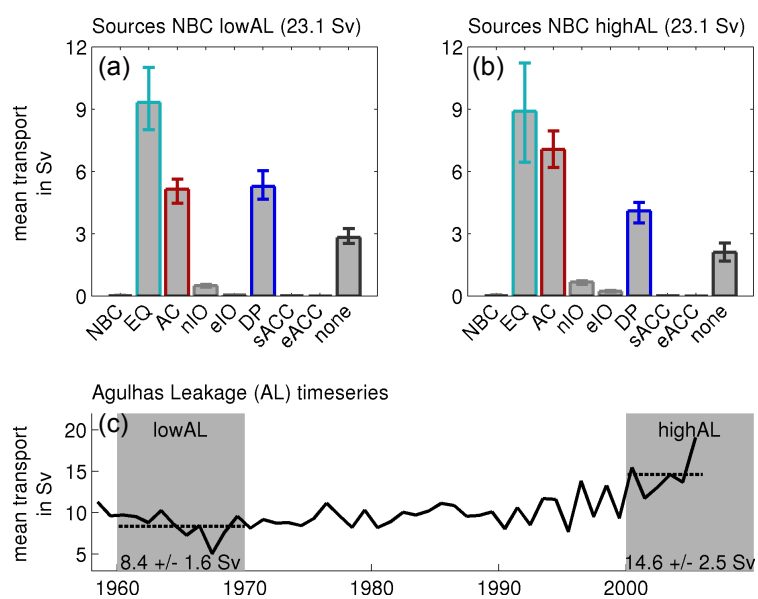 Sources NBC lowAL (23.1 Sv)
(a)
mean transport
in Sv
12
9
6
3
0
NBC EQ AC nIO eIO DP sACC eACC none
Sources NBC highAL (23.1 Sv)
(b)
12
9
6
3
0
NBC EQ AC nIO eIO DP sACC eACC none
Agulhas Leakage (AL) timeseries
(c)
mean transport
in Sv
20
15
10
5
lowAL
highAL
8.4 +/- 1.6 Sv
14.6 +/- 2.5 Sv
1960 1970 1980 1990 2000